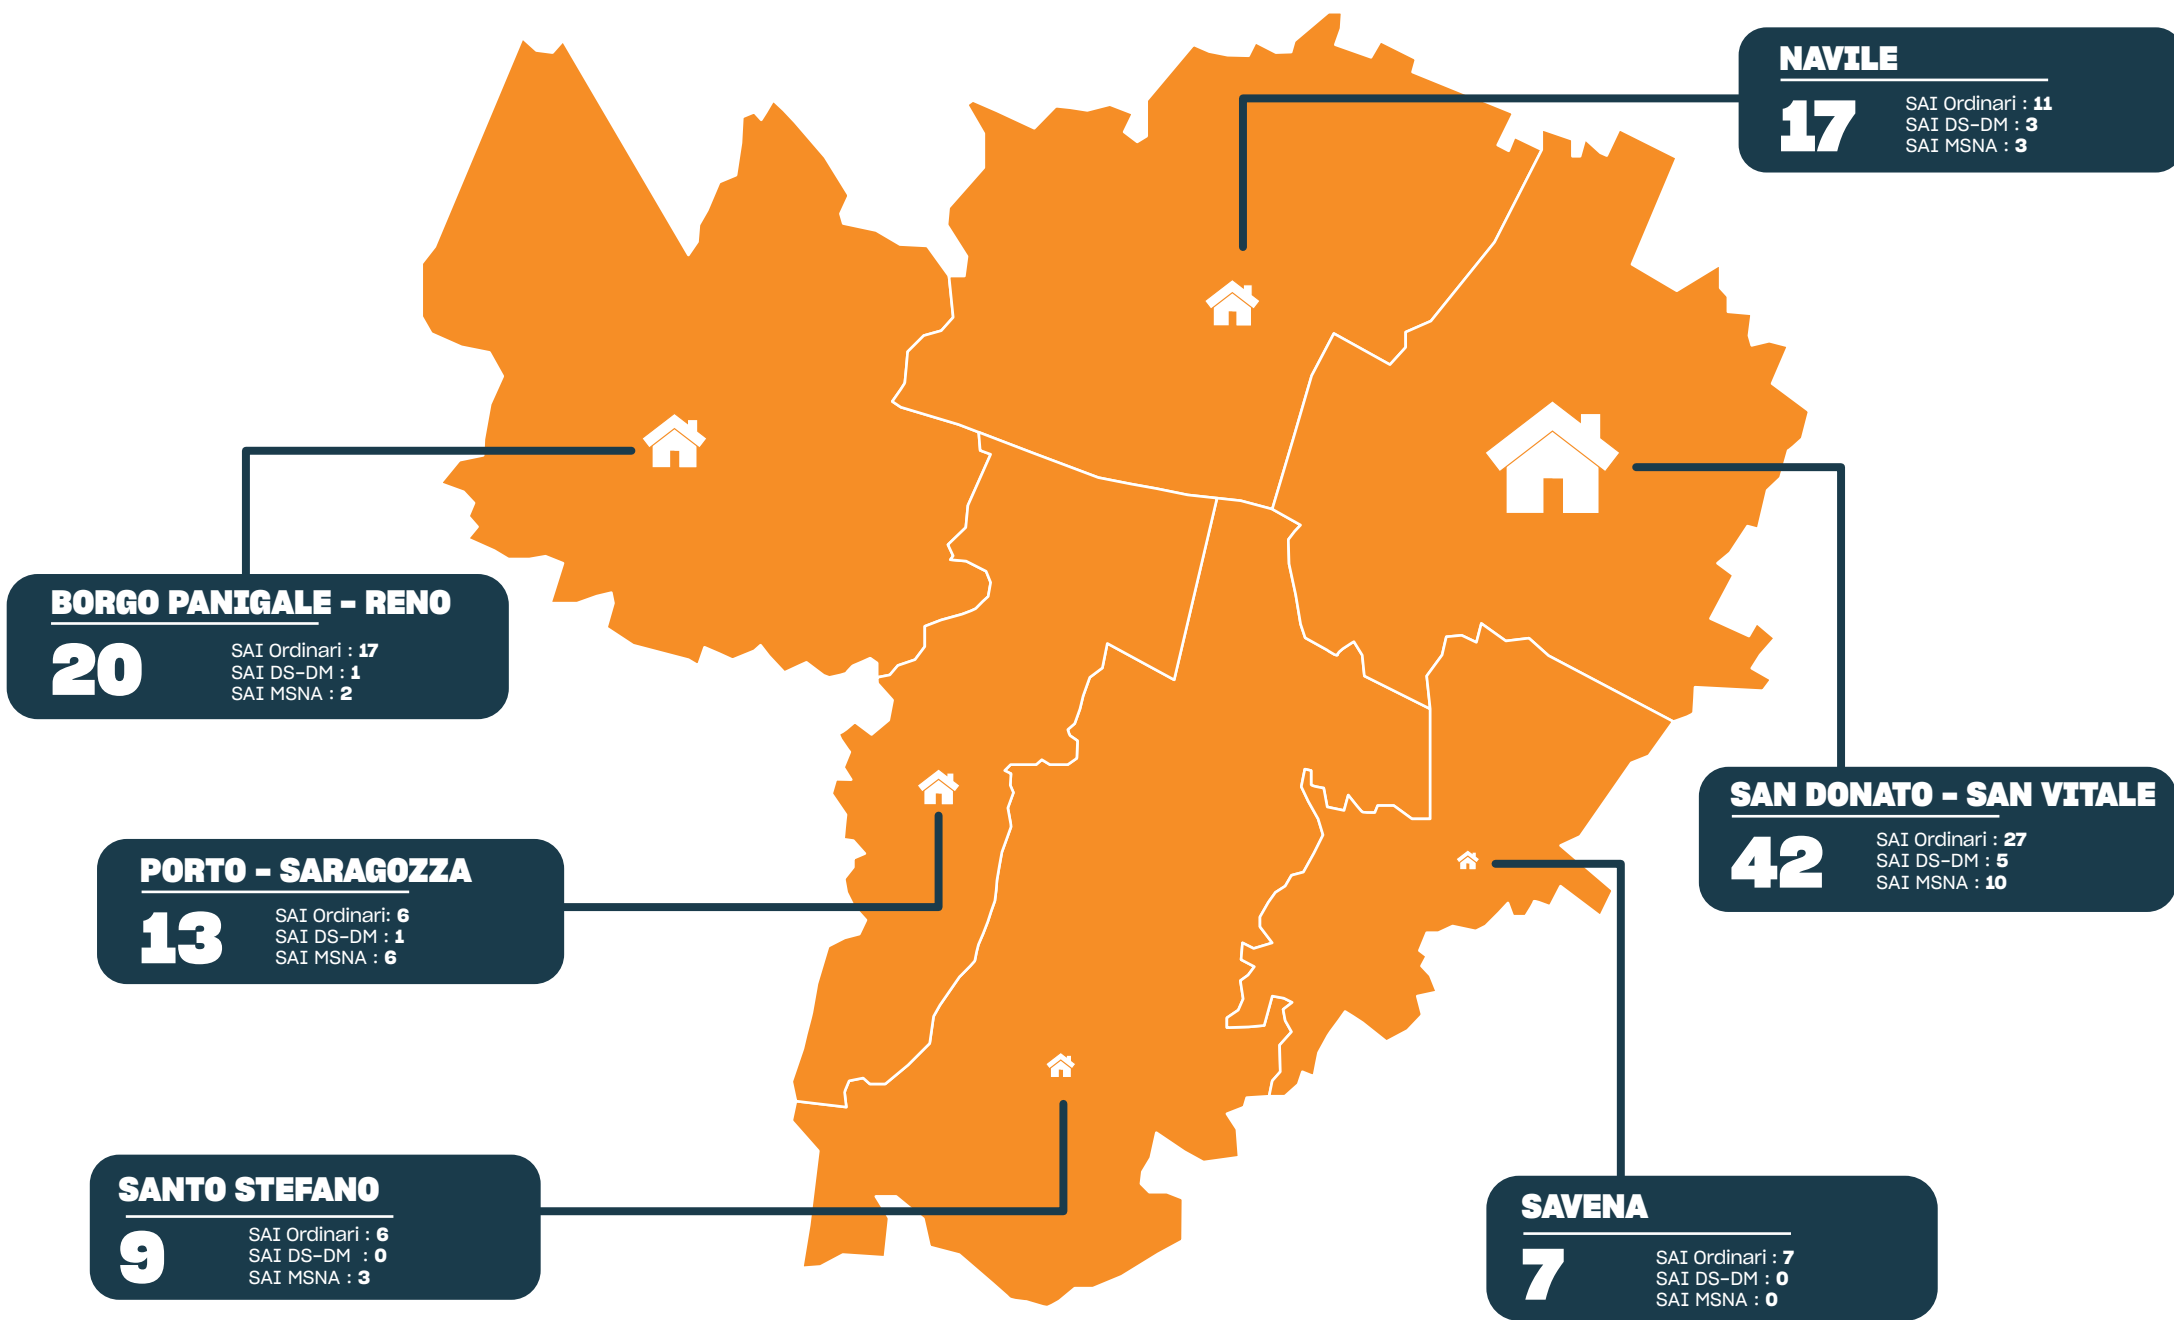 NAVILE
17
SAI Ordinari : 11
SAI DS-DM : 3
SAI MSNA : 3
BORGO PANIGALE - RENO
20
SAI Ordinari : 17
SAI DS-DM : 1
SAI MSNA : 2
SAN DONATO - SAN VITALE
42
SAI Ordinari : 27
SAI DS-DM : 5
SAI MSNA : 10
PORTO - SARAGOZZA
13
SAI Ordinari: 6
SAI DS-DM : 1
SAI MSNA : 6
SANTO STEFANO
9
SAI Ordinari : 6
SAI DS-DM : 0
SAI MSNA : 3
SAVENA
7
SAI Ordinari : 7
SAI DS-DM : 0
SAI MSNA : 0